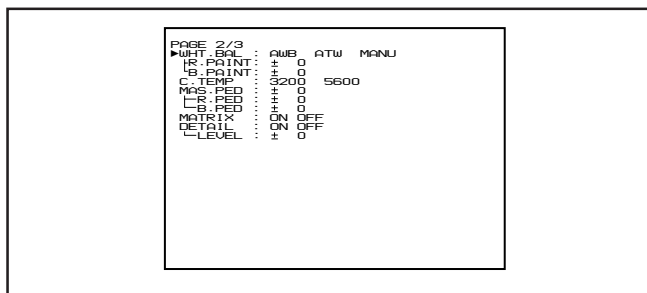 PAGE 2/3
►WHT.BAL : AWB ATW MANU
├R.PAINT: ± 0
└B.PAINT: ± 0
C.TEMP : 3200 5600
MAS.PED : ± 0
├─R.PED : ± 0
└─B.PED : ± 0
MATRIX : ON OFF
DETAIL : ON OFF
└─LEVEL : ± 0